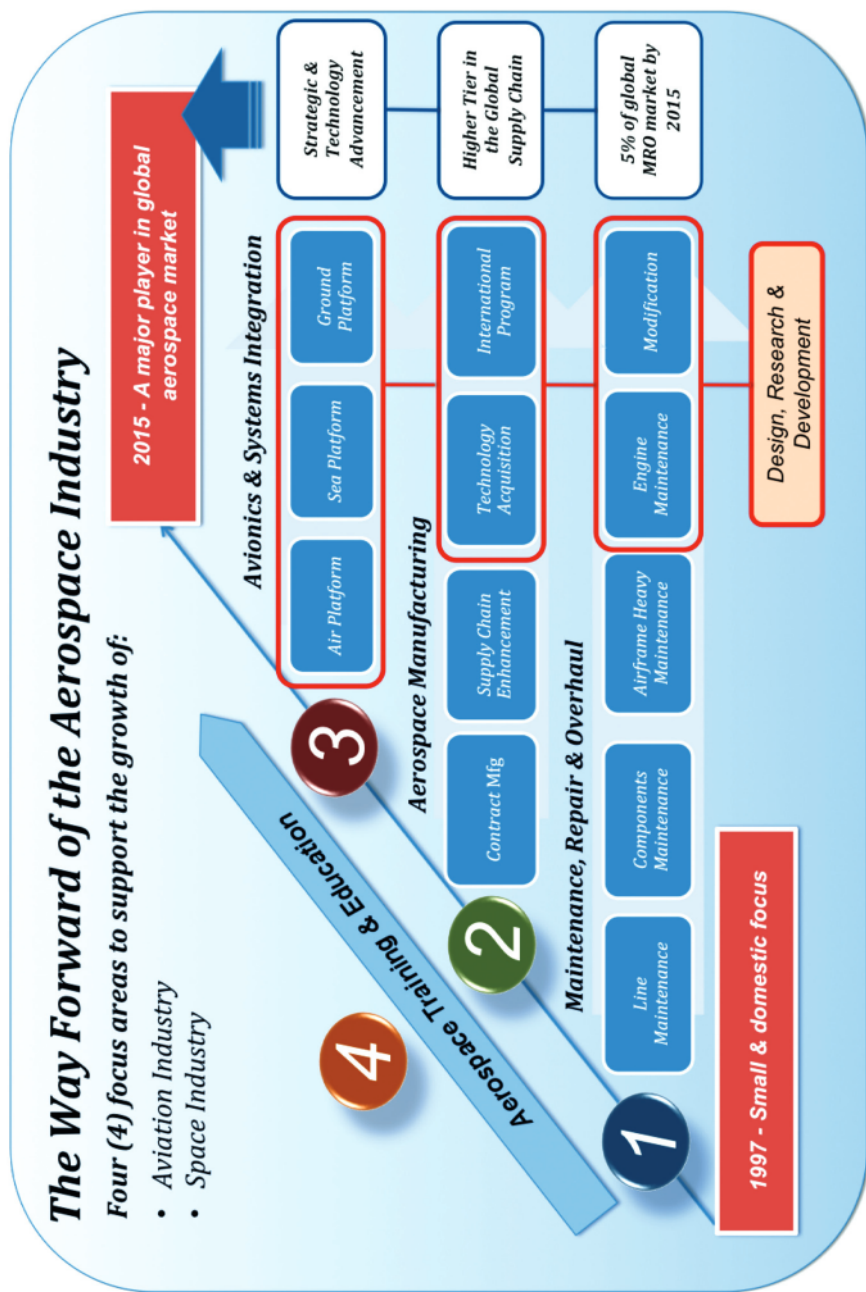 The Way Forward of the Aerospace Industry
Four (4) focus areas to support the growth of:
• Aviation Industry
• Space Industry
2015 - A major player in global
aerospace market
4
Aerospace Training & Education
3
Avionics & Systems Integration
Air Platform
Sea Platform
Ground
Platform
Strategic &
Technology
Advancement
2
Aerospace Manufacturing
Contract Mfg
Supply Chain
Enhancement
Technology
Acquisition
International
Program
Higher Tier in
the Global
Supply Chain
1
Maintenance, Repair & Overhaul
Line
Maintenance
Components
Maintenance
Airframe Heavy
Maintenance
Engine
Maintenance
Modification
5% of global
MRO market by
2015
1997 - Small & domestic focus
Design, Research &
Development